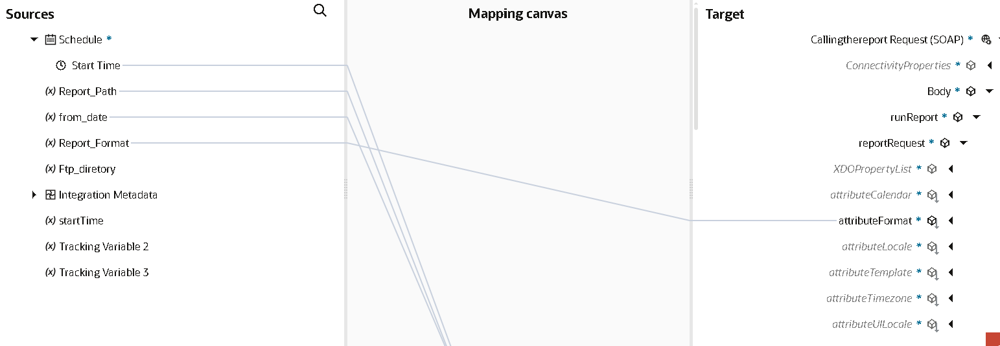 Sources
Mapping canvas
Target
Schedule *
Callingthereport Request (SOAP) *
Start Time
ConnectivityProperties *
(x) Report_Path
Body *
(x) from_date
runReport *
(x) Report_Format
reportRequest *
(x) Ftp_diretory
XDOPropertyList *
Integration Metadata
attributeCalendar *
(x) startTime
attributeFormat *
(x) Tracking Variable 2
attributeLocale *
(x) Tracking Variable 3
attributeTemplate *
attributeTimezone *
attributeUILocale *